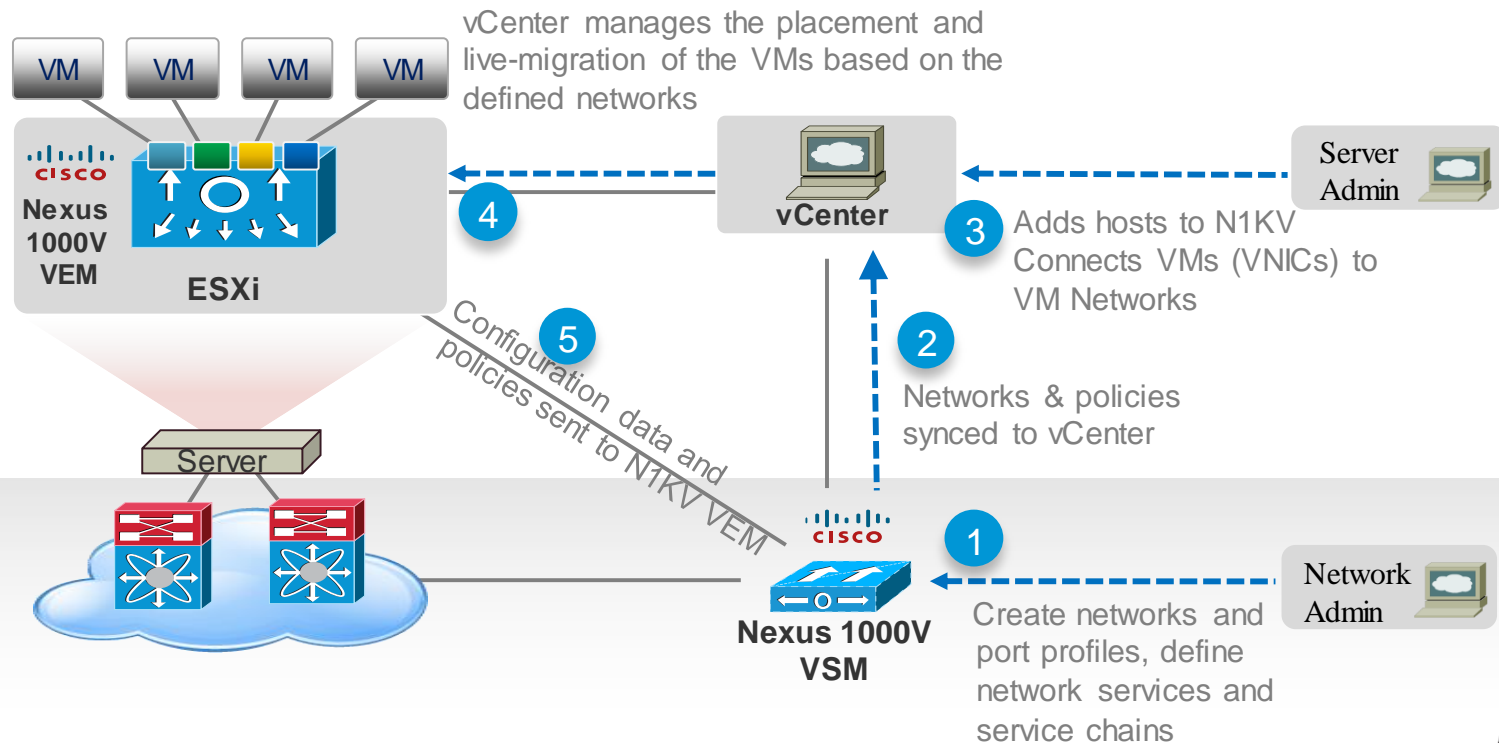 vCenter manages the placement and
live-migration of the VMs based on the
defined networks
VM
VM
VM
VM
CISCO
Nexus
1000V
VEM
ESXi
4
vCenter
Server
Admin
3
Adds hosts to N1KV
Connects VMs (VNICs) to
VM Networks
5
Configuration data and
policies sent to N1KV VEM
2
Networks & policies
synced to vCenter
Server
CISCO
Nexus 1000V
VSM
1
Create networks and
port profiles, define
network services and
service chains
Network
Admin